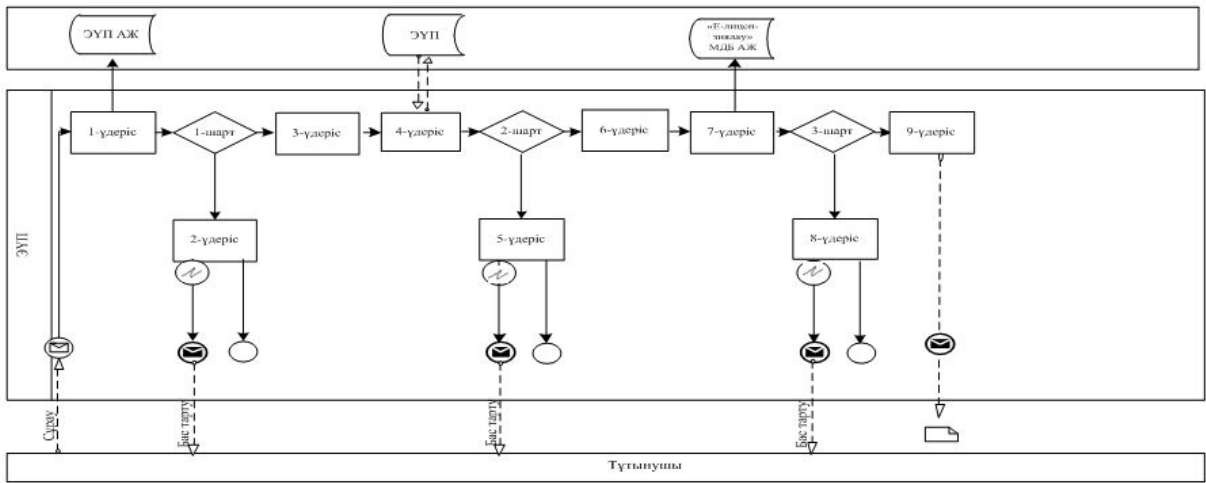 ЭҮП АЖ
ЭҮП
«Е-лицен-
зиялау»
МДБ АЖ
1-үдеріс
1-шарт
3-үдеріс
4-үдеріс
2-шарт
6-үдеріс
7-үдеріс
3-шарт
9-үдеріс
2-үдеріс
5-үдеріс
8-үдеріс
ЭҮП
Сұрау
Бас тарту
Бас тарту
Бас тарту
Тұтынушы